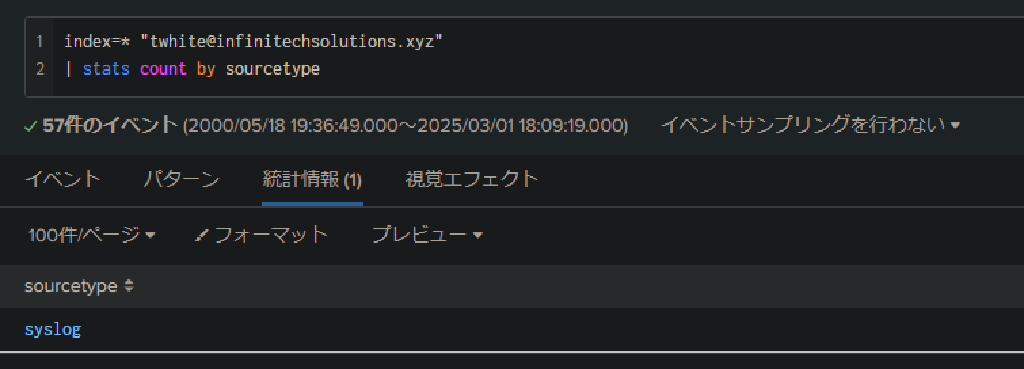 1 index=* "twhite@infinitechsolutions.xyz"
2 | stats count by sourcetype
✓ 57件のイベント (2000/05/18 19:36:49.000～2025/03/01 18:09:19.000) イベントサンプリングを行わない ▾
イベント パターン 統計情報 (1) 視覚エフェクト
100件/ページ ▾ フォーマット プレビュー ▾
sourcetype
syslog